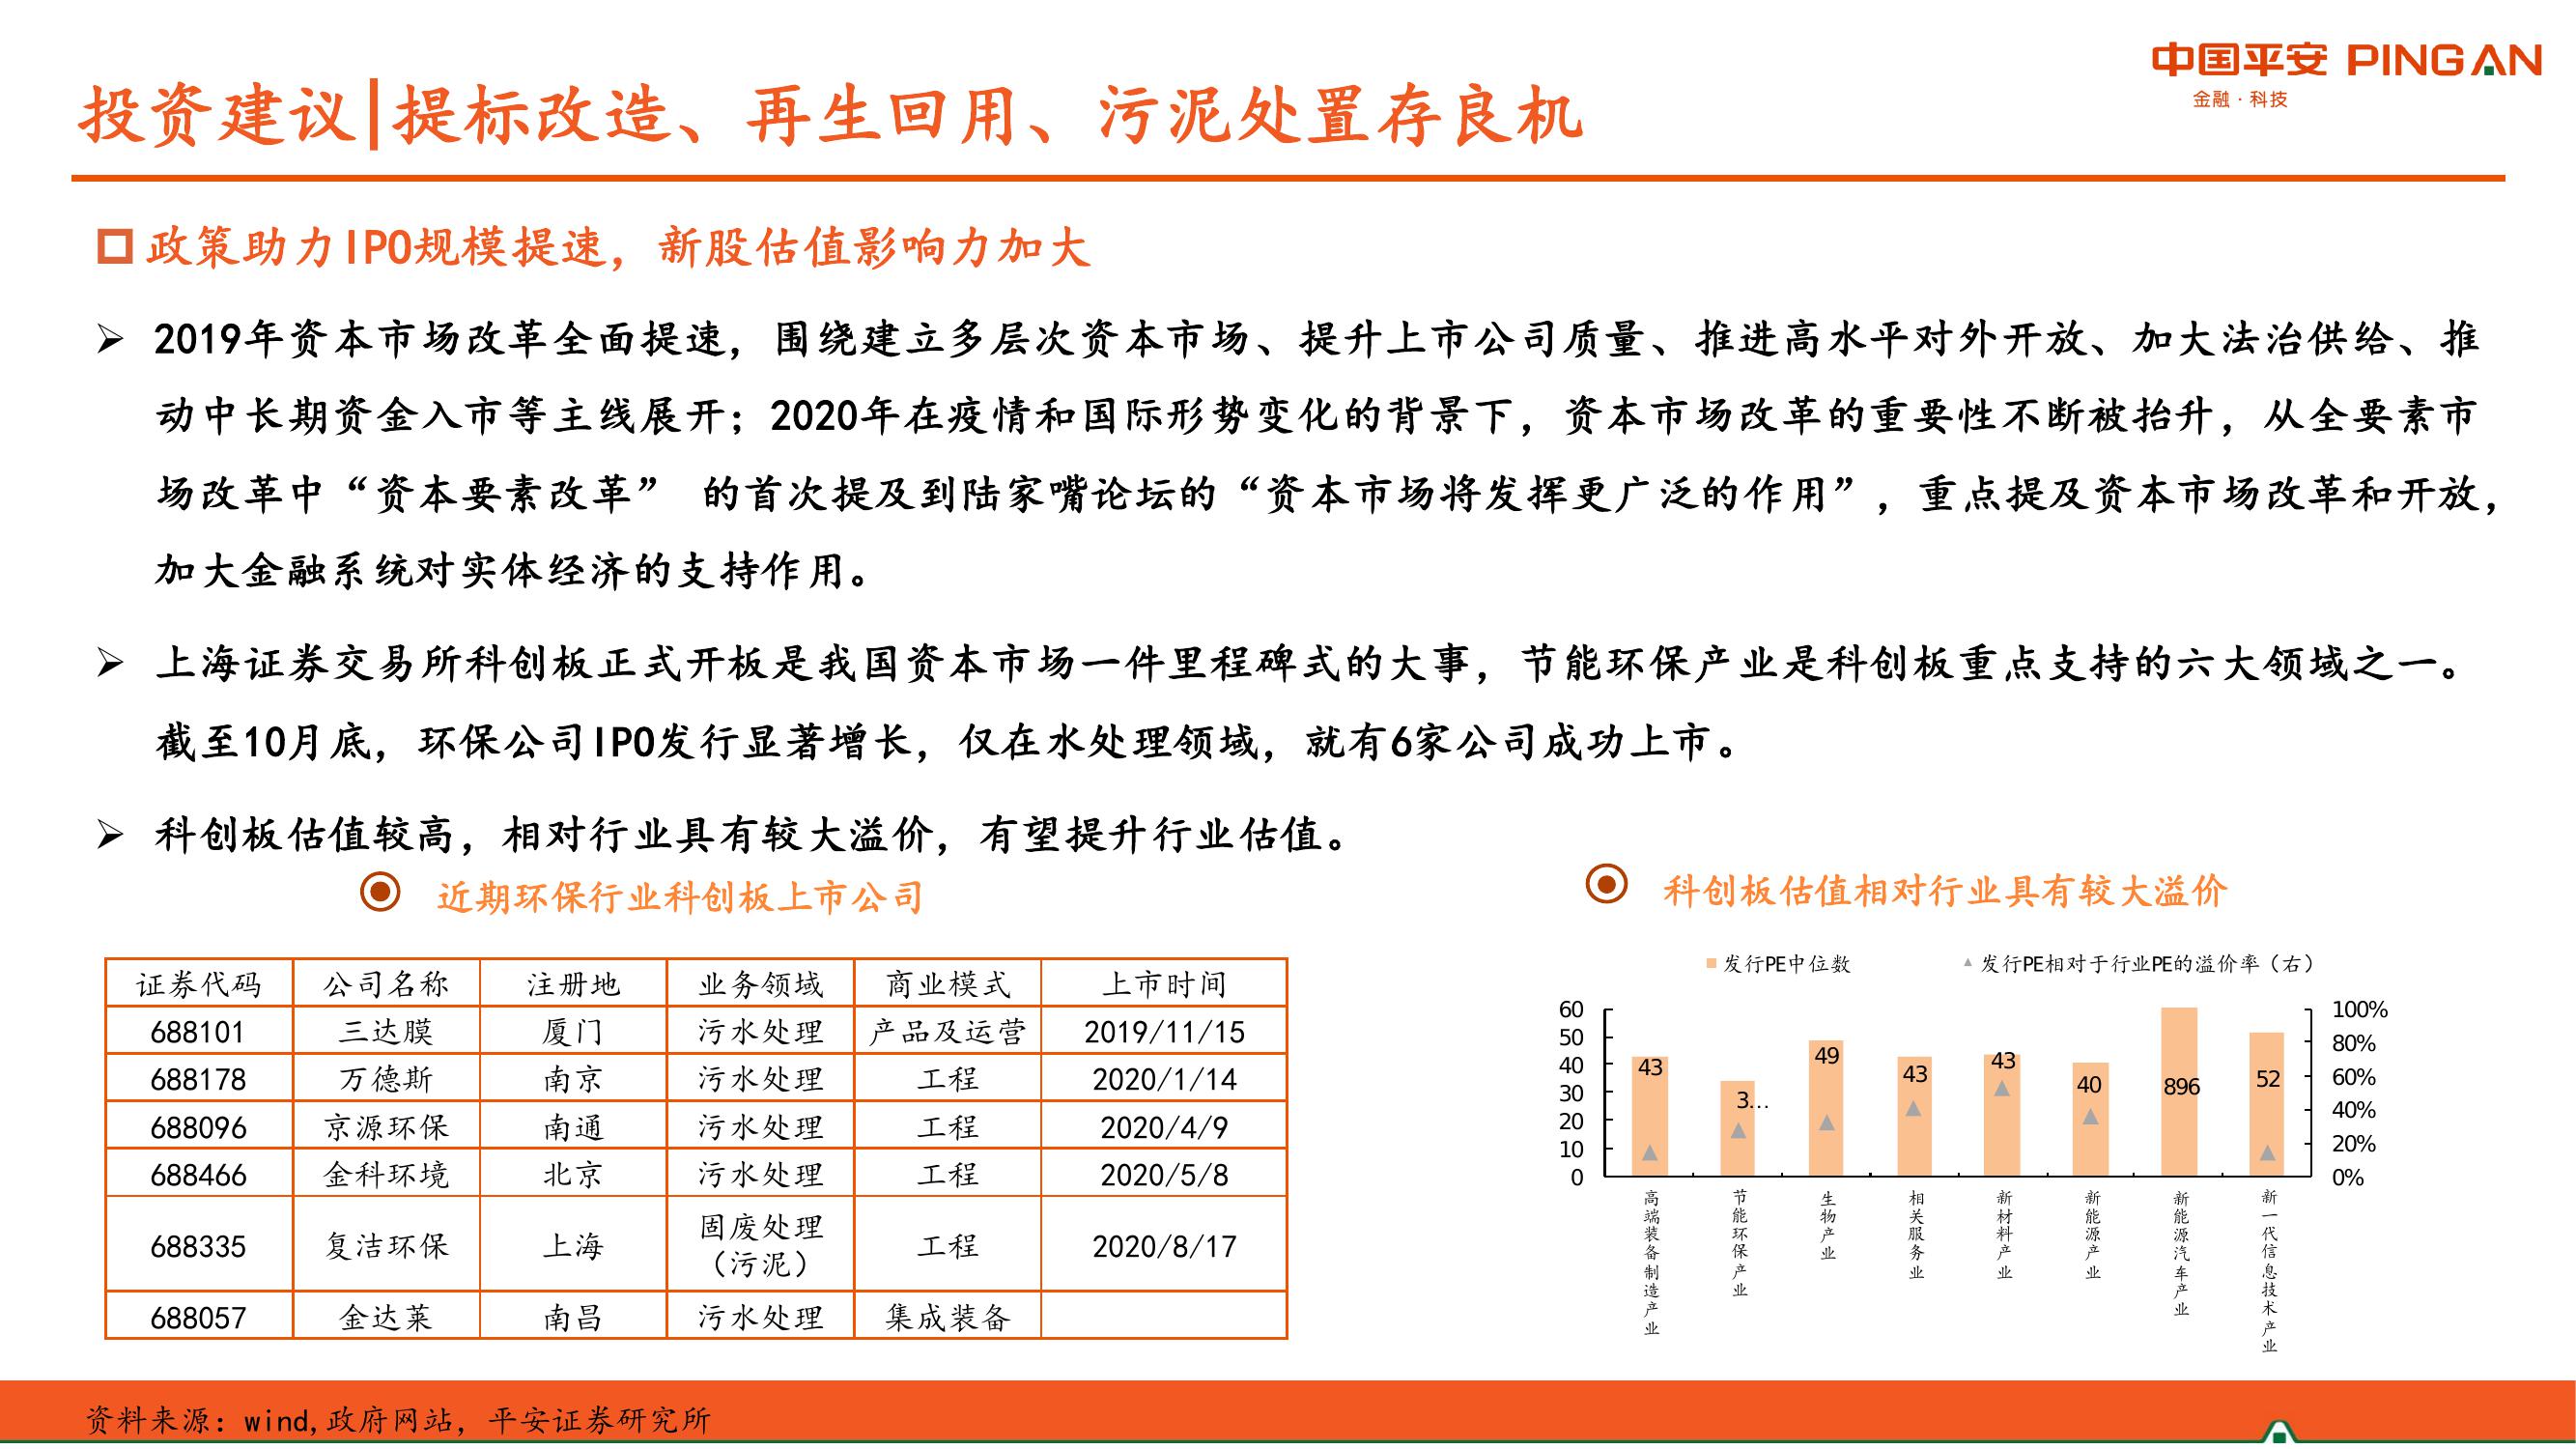 中国平安 PING AN
金融·科技
投资建议|提标改造、再生回用、污泥处置存良机
政策助力IPO规模提速，新股估值影响力加大
2019年资本市场改革全面提速，围绕建立多层次资本市场、提升上市公司质量、推进高水平对外开放、加大法治供给、推
动中长期资金入市等主线展开；2020年在疫情和国际形势变化的背景下，资本市场改革的重要性不断被抬升，从全要素市
场改革中“资本要素改革” 的首次提及到陆家嘴论坛的“资本市场将发挥更广泛的作用”，重点提及资本市场改革和开放，
加大金融系统对实体经济的支持作用。
上海证券交易所科创板正式开板是我国资本市场一件里程碑式的大事，节能环保产业是科创板重点支持的六大领域之一。
截至10月底，环保公司IPO发行显著增长，仅在水处理领域，就有6家公司成功上市。
科创板估值较高，相对行业具有较大溢价，有望提升行业估值。
近期环保行业科创板上市公司
证券代码 公司名称 注册地 业务领域 商业模式 上市时间
688101 三达膜 厦门 污水处理 产品及运营 2019/11/15
688178 万德斯 南京 污水处理 工程 2020/1/14
688096 京源环保 南通 污水处理 工程 2020/4/9
688466 金科环境 北京 污水处理 工程 2020/5/8
688335 复洁环保 上海 固废处理（污泥） 工程 2020/8/17
688057 金达莱 南昌 污水处理 集成装备
科创板估值相对行业具有较大溢价
发行PE中位数 发行PE相对于行业PE的溢价率（右）
60
50
40
30
20
10
0
43 3… 49 43 43 40 896 52
100%
80%
60%
40%
20%
0%
高端装备制造产业
节能环保产业
生物产业
相关服务业
新材料产业
新能源产业
新能源汽车产业
新一代信息技术产业
资料来源：wind,政府网站，平安证券研究所